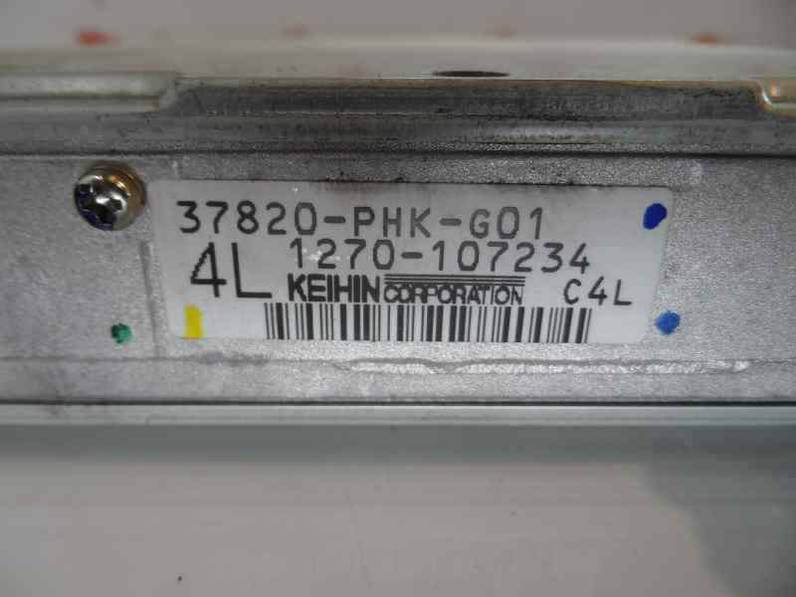 37820-PHK-G01
1270-107234
4L KEIHIN CORPORATION C4L